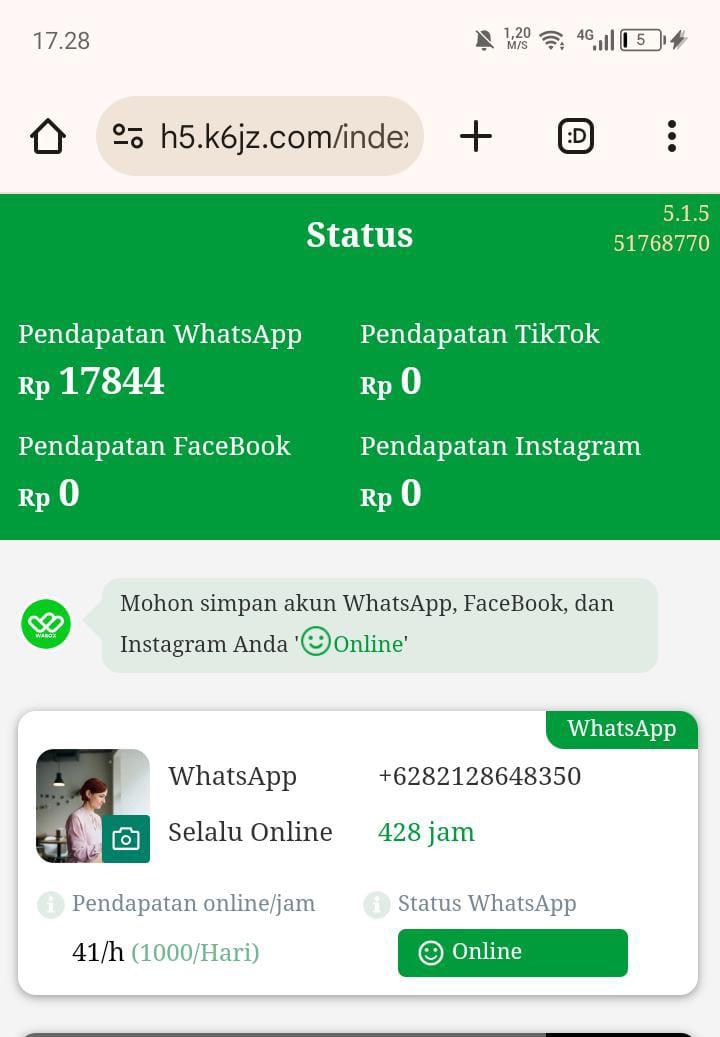 17.28
1,20
M/S
4G
5
h5.k6jz.com/index
:D
Status
5.1.5
51768770
Pendapatan WhatsApp
Pendapatan TikTok
Rp 17844
Rp 0
Pendapatan FaceBook
Pendapatan Instagram
Rp 0
Rp 0
WABOX
Mohon simpan akun WhatsApp, FaceBook, dan
Instagram Anda 'Online'
WhatsApp
WhatsApp
+6282128648350
Selalu Online
428 jam
Pendapatan online/jam
Status WhatsApp
41/h (1000/Hari)
Online